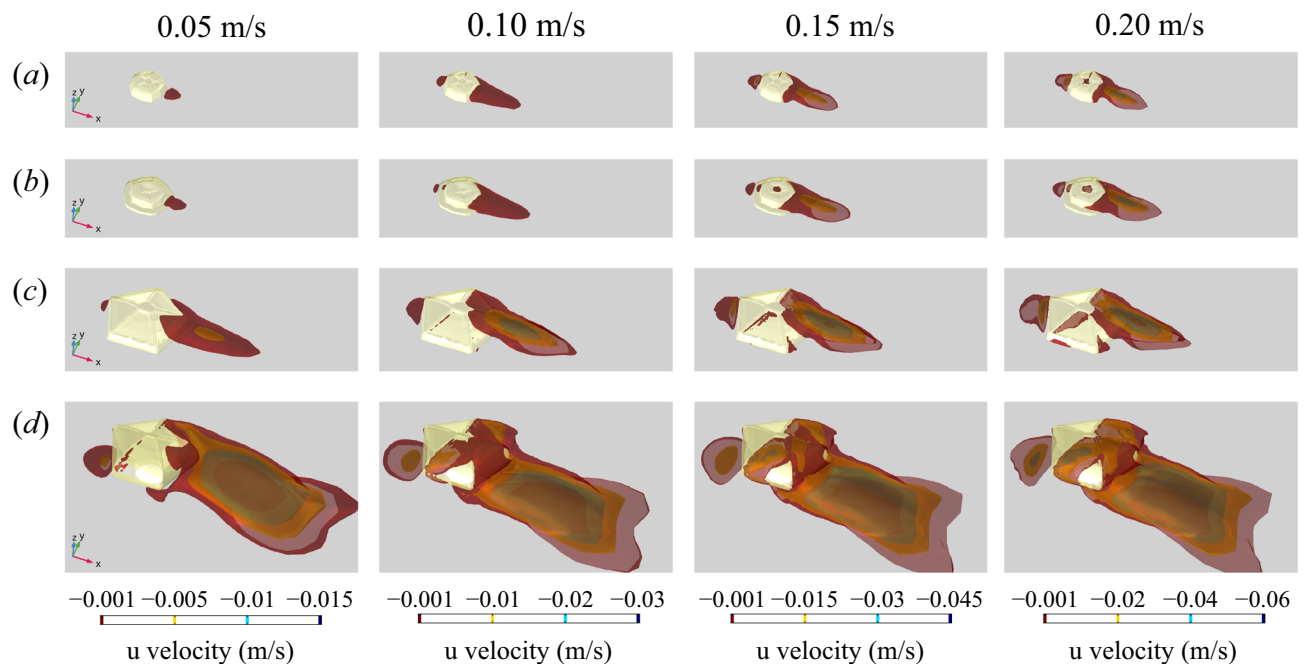 0.05 m/s 0.10 m/s 0.15 m/s 0.20 m/s
(a)
z y
x
(b)
z y
x
(c)
z y
x
(d)
z y
x
−0.001 −0.005 −0.01 −0.015 −0.001 −0.01 −0.02 −0.03 −0.001 −0.015 −0.03 −0.045 −0.001 −0.02 −0.04 −0.06
u velocity (m/s) u velocity (m/s) u velocity (m/s) u velocity (m/s)